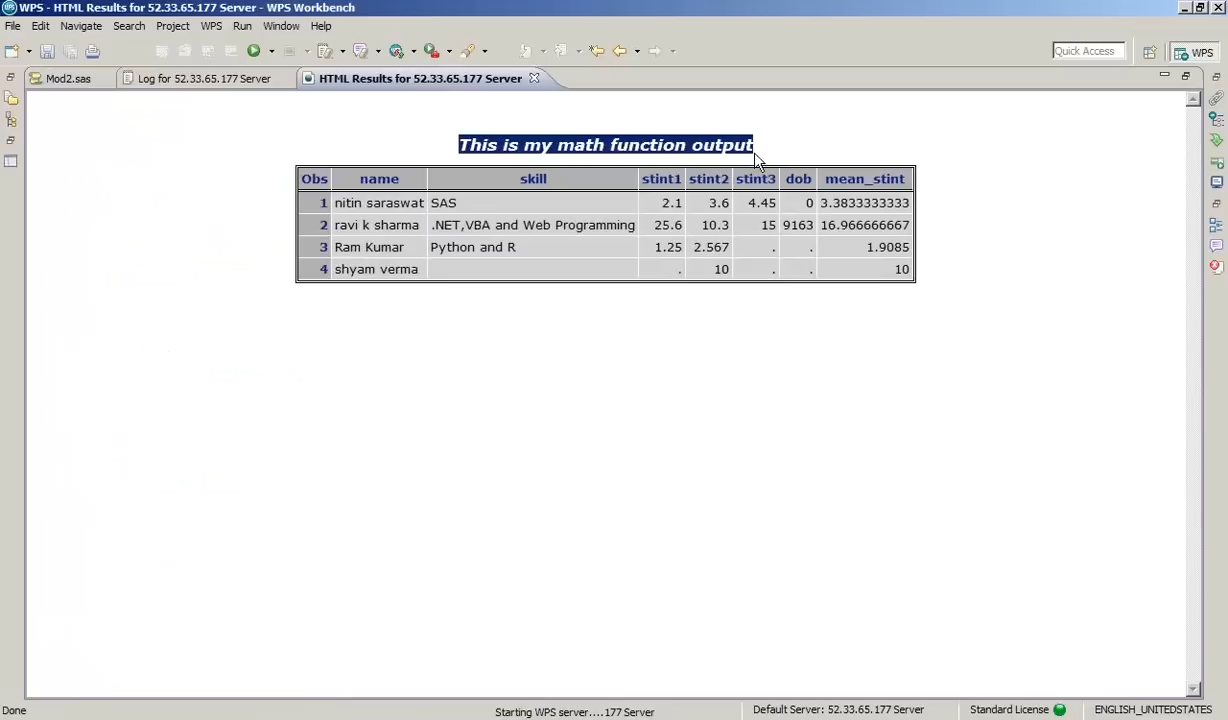 WPS - HTML Results for 52.33.65.177 Server - WPS Workbench
File Edit Navigate Search Project WPS Run Window Help
Quick Access WPS
Mod2.sas Log for 52.33.65.177 Server HTML Results for 52.33.65.177 Server
This is my math function output
Obs name skill stint1 stint2 stint3 dob mean_stint
1 nitin saraswat SAS 2.1 3.6 4.45 0 3.3833333333
2 ravi k sharma .NET,VBA and Web Programming 25.6 10.3 15 9163 16.966666667
3 Ram Kumar Python and R 1.25 2.567 . . 1.9085
4 shyam verma . 10 . . 10
Done Starting WPS server....177 Server Default Server: 52.33.65.177 Server Standard License ENGLISH_UNITEDSTATES